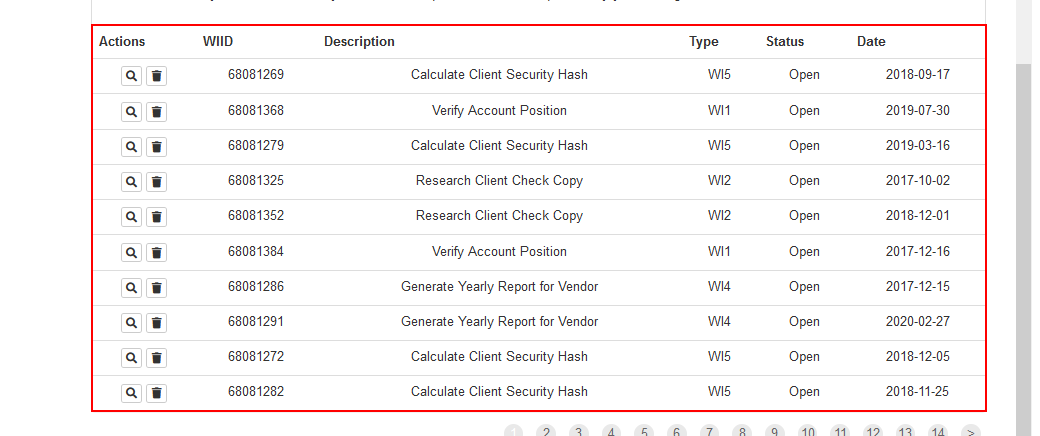 Actions WIID Description Type Status Date
68081269 Calculate Client Security Hash WI5 Open 2018-09-17
68081368 Verify Account Position WI1 Open 2019-07-30
68081279 Calculate Client Security Hash WI5 Open 2019-03-16
68081325 Research Client Check Copy WI2 Open 2017-10-02
68081352 Research Client Check Copy WI2 Open 2018-12-01
68081384 Verify Account Position WI1 Open 2017-12-16
68081286 Generate Yearly Report for Vendor WI4 Open 2017-12-15
68081291 Generate Yearly Report for Vendor WI4 Open 2020-02-27
68081272 Calculate Client Security Hash WI5 Open 2018-12-05
68081282 Calculate Client Security Hash WI5 Open 2018-11-25
1 2 3 4 5 6 7 8 9 10 11 12 13 14 >